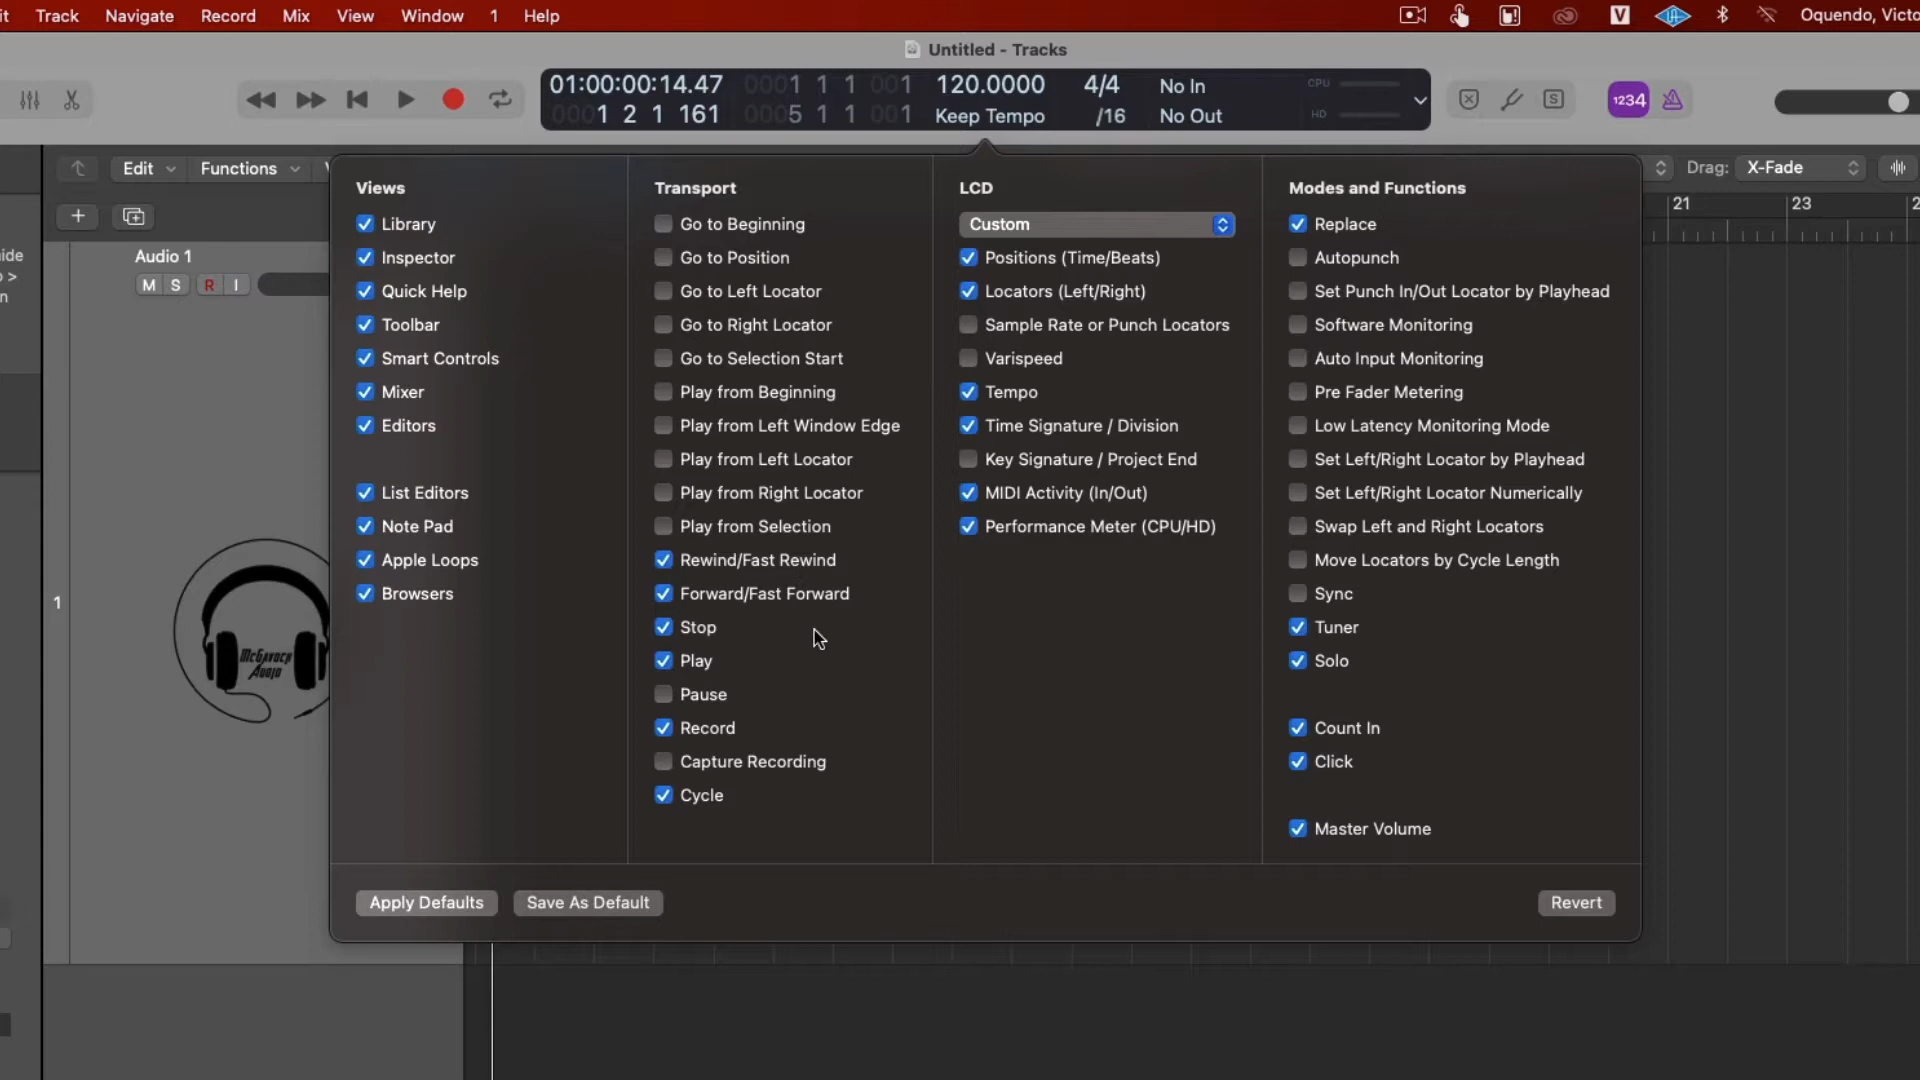 it Track Navigate Record Mix View Window 1 Help Oquendo, Victo
Untitled - Tracks
01:00:00:14.47 0001 1 1 001 120.0000 4/4 No In CPU
0001 2 1 161 0005 1 1 001 Keep Tempo /16 No Out HD
S 1234
Edit Functions Drag: X-Fade
21 23 2
Audio 1
M S R I
ide
o >
n
1
McGavock
Audio
Views
Library
Inspector
Quick Help
Toolbar
Smart Controls
Mixer
Editors
List Editors
Note Pad
Apple Loops
Browsers
Transport
Go to Beginning
Go to Position
Go to Left Locator
Go to Right Locator
Go to Selection Start
Play from Beginning
Play from Left Window Edge
Play from Left Locator
Play from Right Locator
Play from Selection
Rewind/Fast Rewind
Forward/Fast Forward
Stop
Play
Pause
Record
Capture Recording
Cycle
LCD
Custom
Positions (Time/Beats)
Locators (Left/Right)
Sample Rate or Punch Locators
Varispeed
Tempo
Time Signature / Division
Key Signature / Project End
MIDI Activity (In/Out)
Performance Meter (CPU/HD)
Modes and Functions
Replace
Autopunch
Set Punch In/Out Locator by Playhead
Software Monitoring
Auto Input Monitoring
Pre Fader Metering
Low Latency Monitoring Mode
Set Left/Right Locator by Playhead
Set Left/Right Locator Numerically
Swap Left and Right Locators
Move Locators by Cycle Length
Sync
Tuner
Solo
Count In
Click
Master Volume
Apply Defaults Save As Default Revert